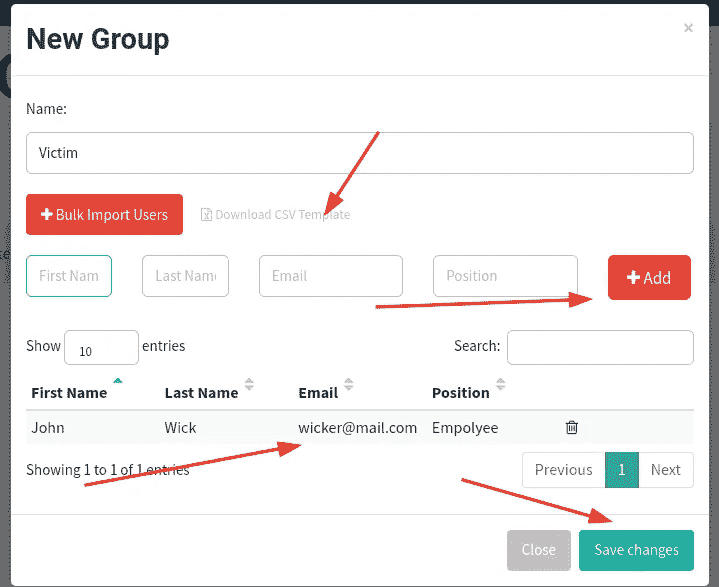 New Group
×
Name:
Victim
+ Bulk Import Users Download CSV Template
First Nam Last Name Email Position + Add
Show 10 entries Search:
First Name Last Name Email Position
John Wick wicker@mail.com Empolyee
Showing 1 to 1 of 1 entries Previous 1 Next
Close Save changes